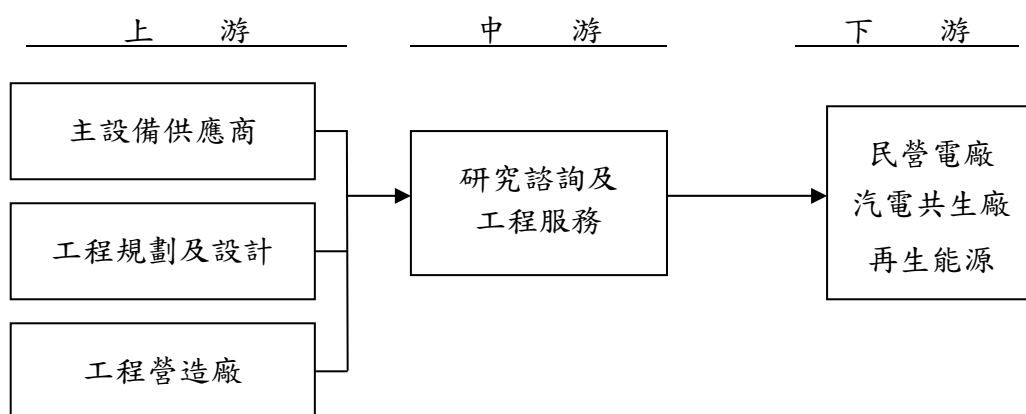 上 游
中 游
下 游
主設備供應商
工程規劃及設計
工程營造廠
研究諮詢及
工程服務
民營電廠
汽電共生廠
再生能源